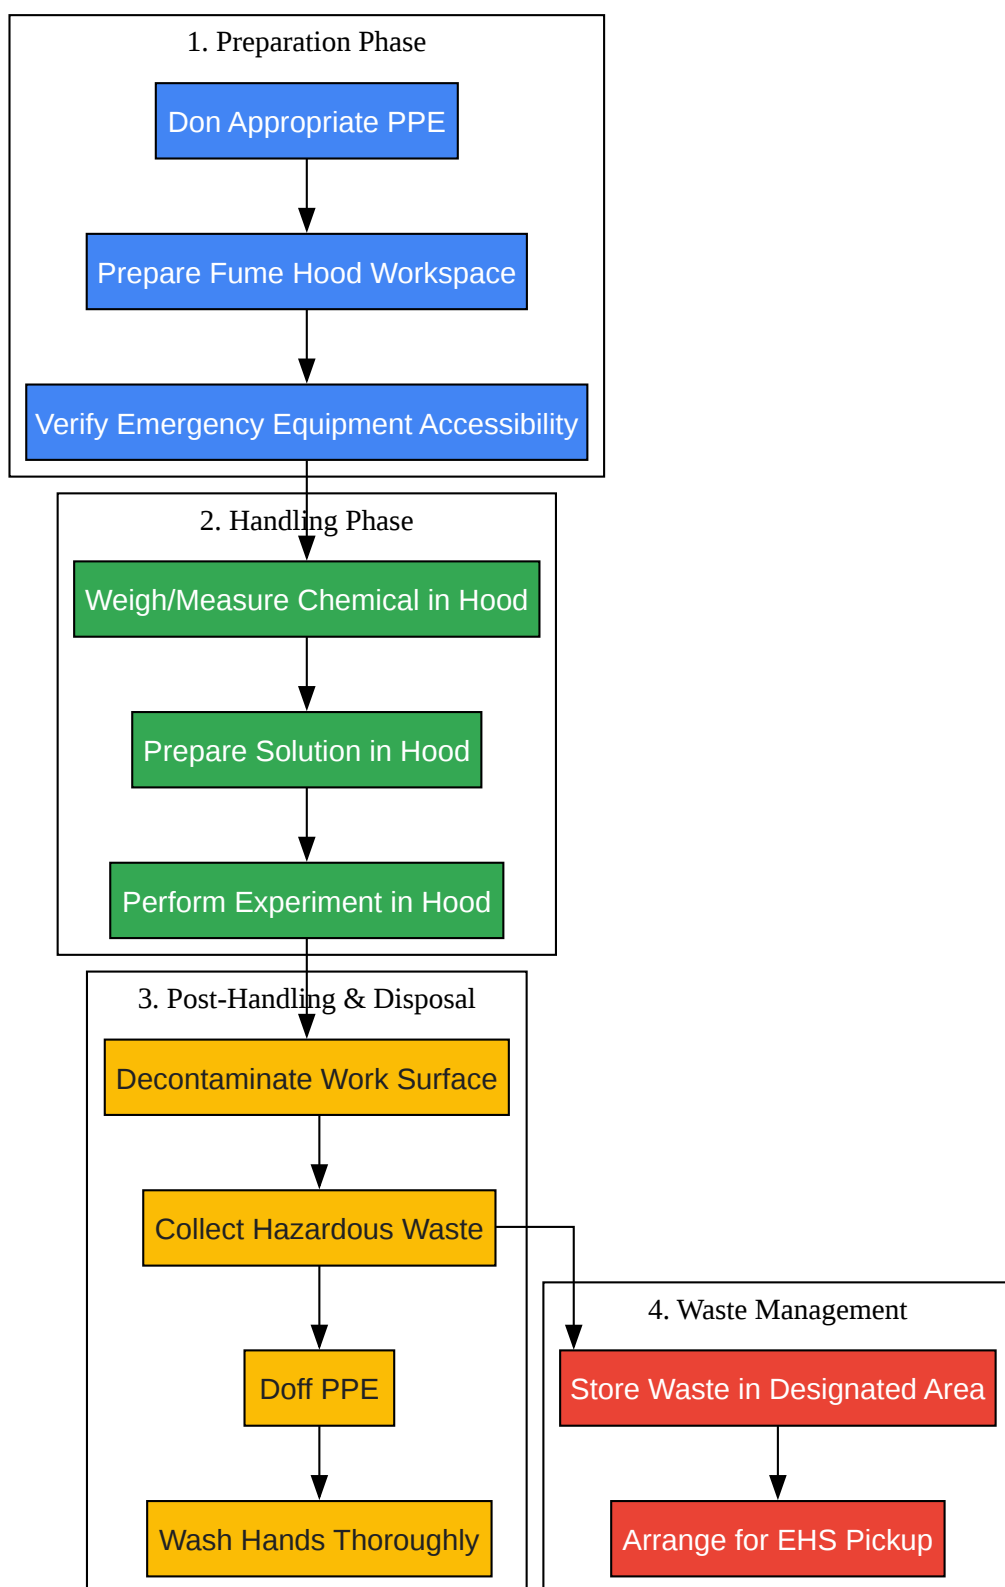 1. Preparation Phase
Don Appropriate PPE
Prepare Fume Hood Workspace
Verify Emergency Equipment Accessibility
2. Handling Phase
Weigh/Measure Chemical in Hood
Prepare Solution in Hood
Perform Experiment in Hood
3. Post-Handling & Disposal
Decontaminate Work Surface
Collect Hazardous Waste
Doff PPE
Wash Hands Thoroughly
4. Waste Management
Store Waste in Designated Area
Arrange for EHS Pickup